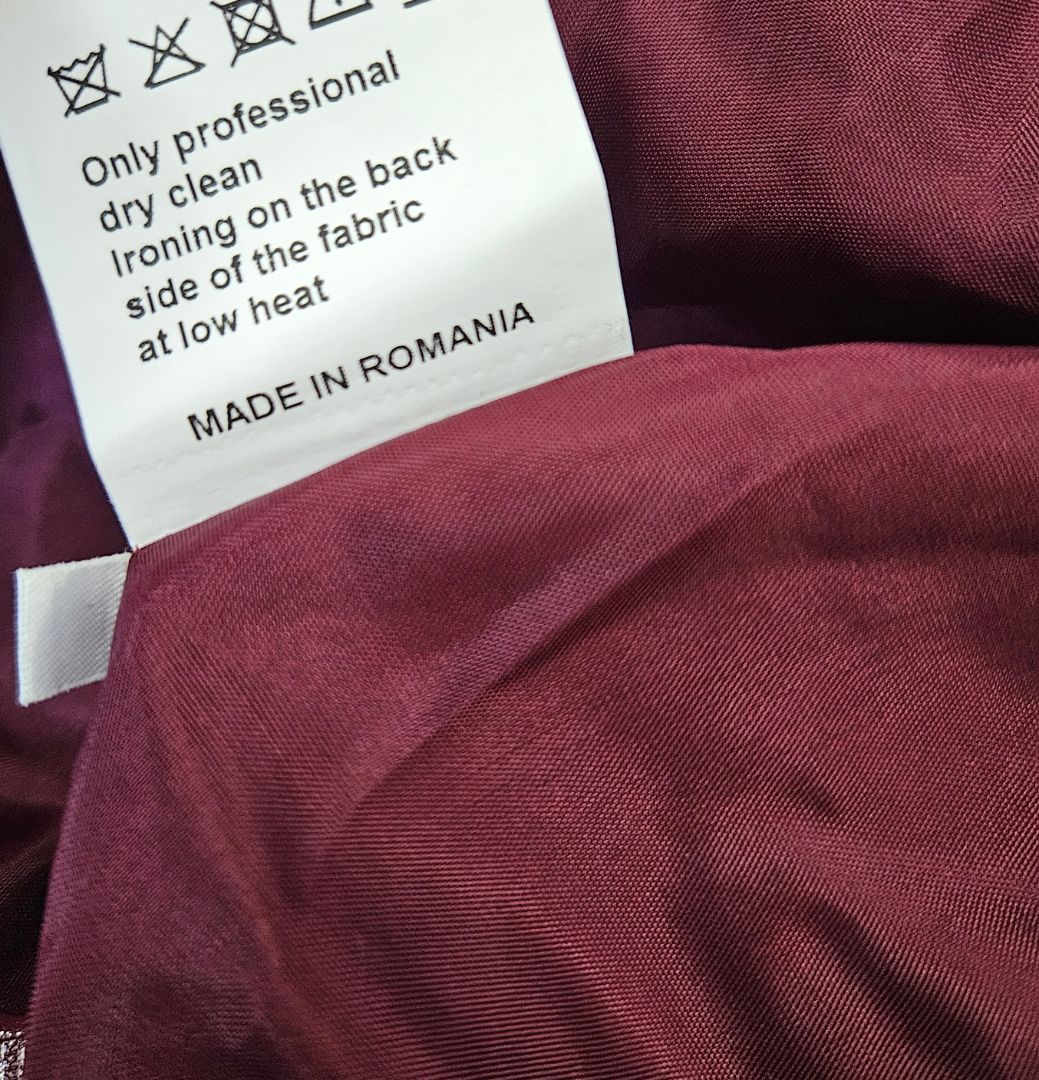 Only professional
dry clean
Ironing on the back
side of the fabric
at low heat
MADE IN ROMANIA